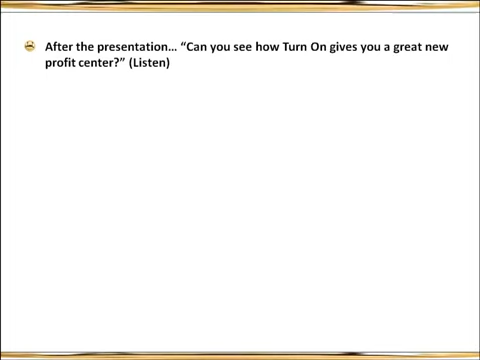 After the presentation… “Can you see how Turn On gives you a great new
profit center?” (Listen)